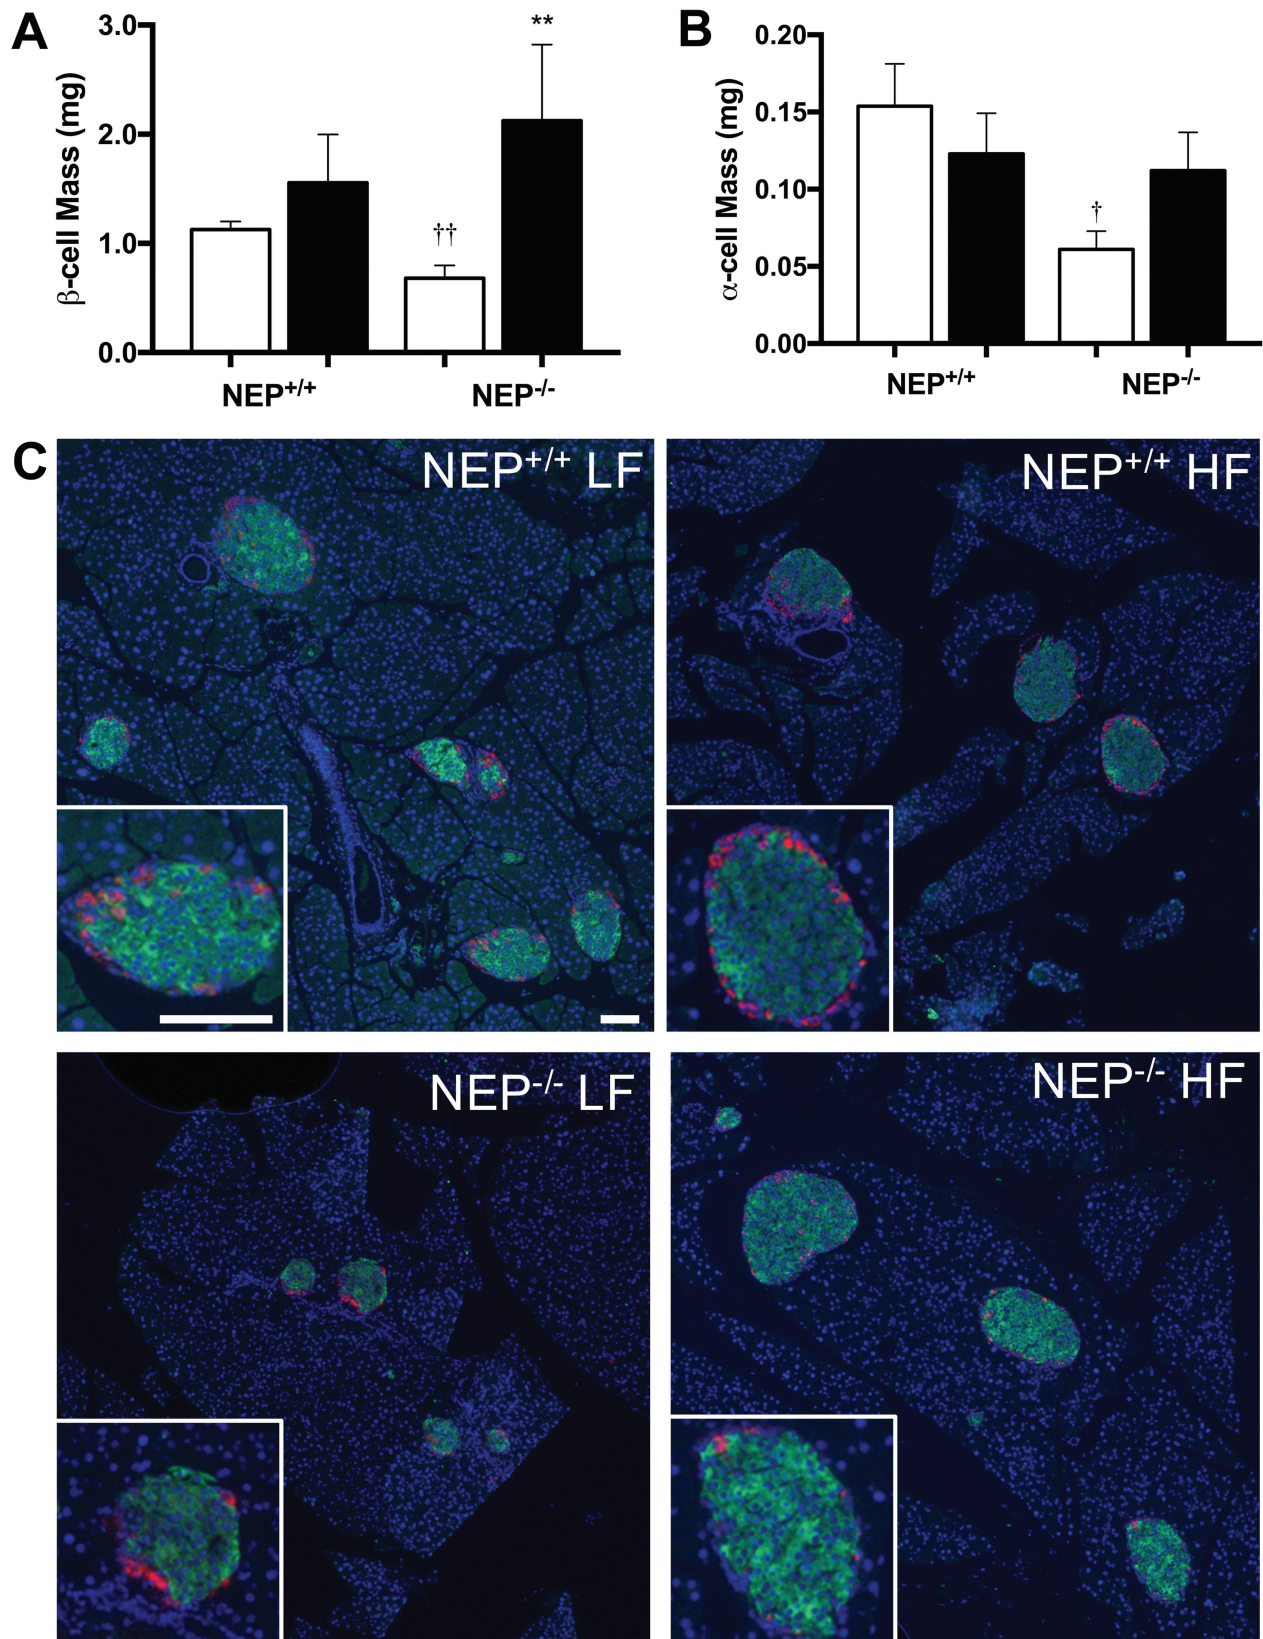 A
β-cell Mass (mg)
3.0
2.0
1.0
0.0
**
††
NEP+/+
NEP-/-
B
α-cell Mass (mg)
0.20
0.15
0.10
0.05
0.00
†
NEP+/+
NEP-/-
C
NEP+/+ LF
NEP+/+ HF
NEP-/- LF
NEP-/- HF